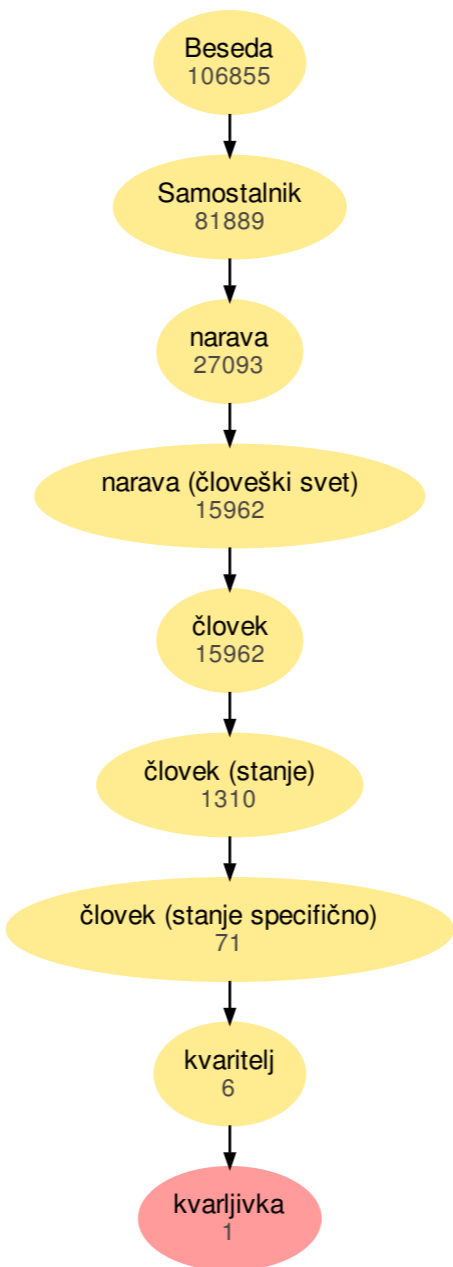 Beseda
106855
Samostalnik
81889
narava
27093
narava (človeški svet)
15962
človek
15962
človek (stanje)
1310
človek (stanje specifično)
71
kvaritelj
6
kvarljivka
1